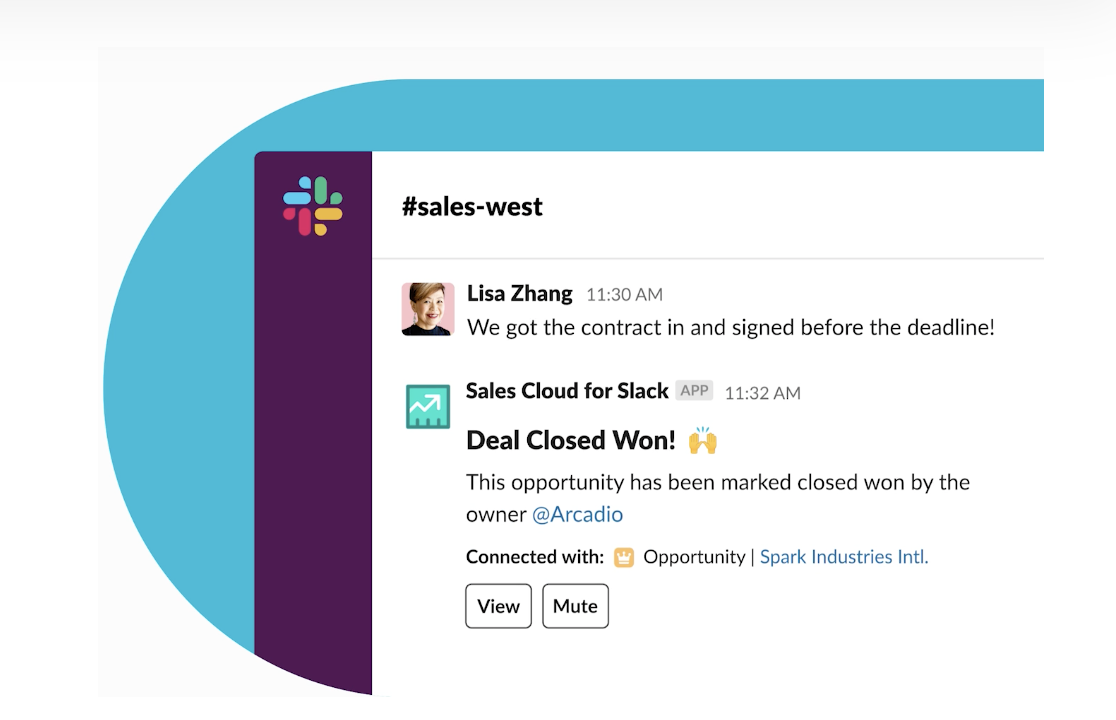 #sales-west
Lisa Zhang 11:30 AM
We got the contract in and signed before the deadline!
Sales Cloud for Slack APP 11:32 AM
Deal Closed Won! 🙌
This opportunity has been marked closed won by the
owner @Arcadio
Connected with: Opportunity | Spark Industries Intl.
View Mute